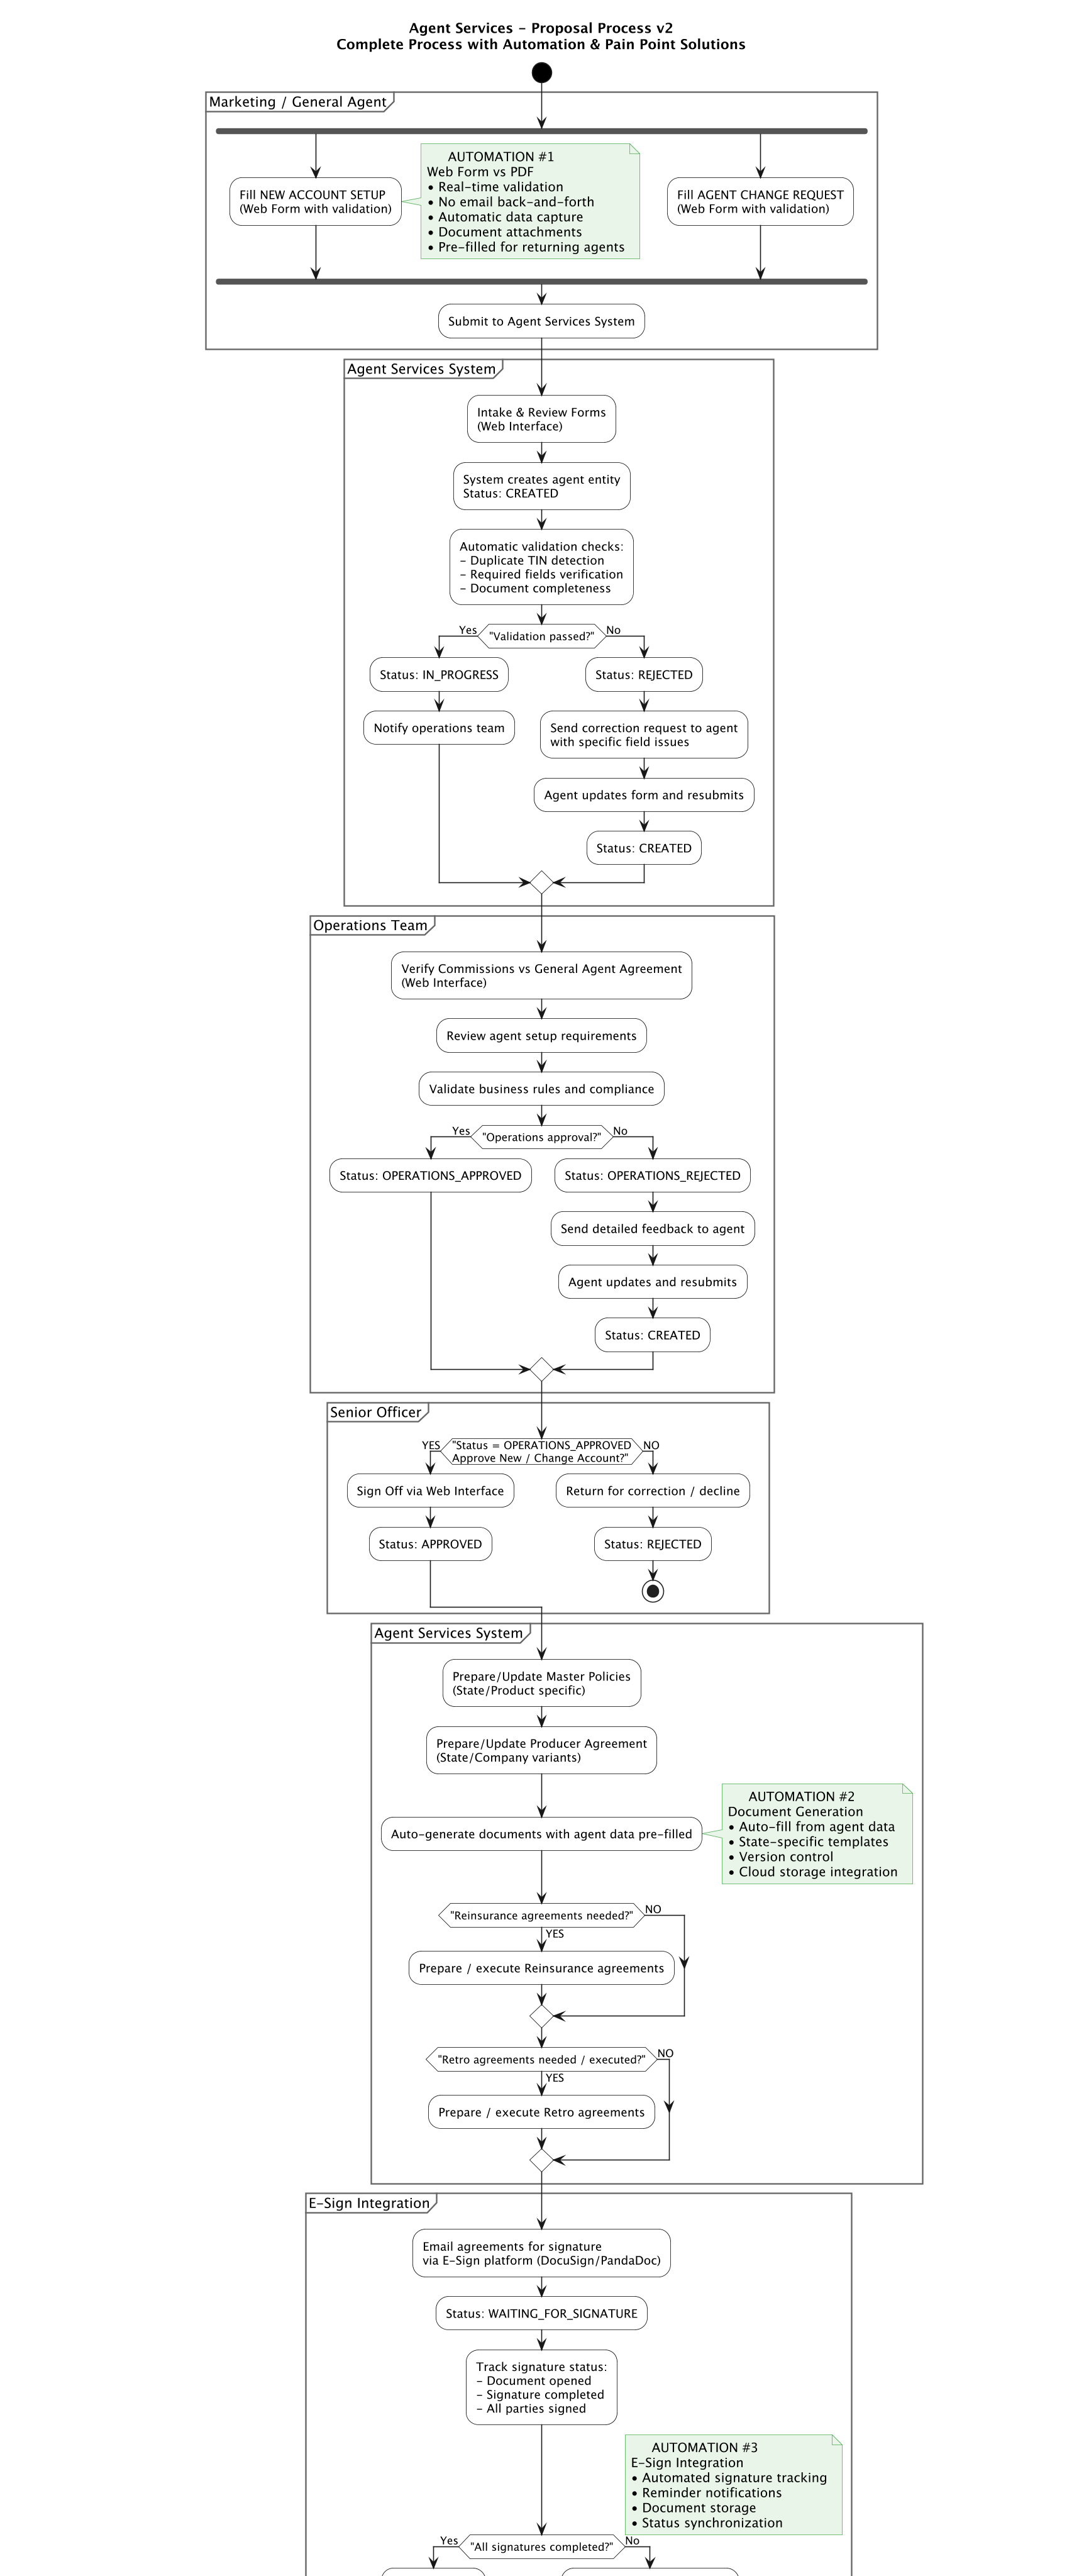 Agent Services - Proposal Process v2
Complete Process with Automation & Pain Point Solutions
Marketing / General Agent
Fill NEW ACCOUNT SETUP
(Web Form with validation)
AUTOMATION #1
Web Form vs PDF
• Real-time validation
• No email back-and-forth
• Automatic data capture
• Document attachments
• Pre-filled for returning agents
Fill AGENT CHANGE REQUEST
(Web Form with validation)
Submit to Agent Services System
Agent Services System
Intake & Review Forms
(Web Interface)
System creates agent entity
Status: CREATED
Automatic validation checks:
- Duplicate TIN detection
- Required fields verification
- Document completeness
Yes
"Validation passed?"
No
Status: IN_PROGRESS
Notify operations team
Status: REJECTED
Send correction request to agent
with specific field issues
Agent updates form and resubmits
Status: CREATED
Operations Team
Verify Commissions vs General Agent Agreement
(Web Interface)
Review agent setup requirements
Validate business rules and compliance
Yes
"Operations approval?"
No
Status: OPERATIONS_APPROVED
Status: OPERATIONS_REJECTED
Send detailed feedback to agent
Agent updates and resubmits
Status: CREATED
Senior Officer
YES
"Status = OPERATIONS_APPROVED
Approve New / Change Account?"
NO
Sign Off via Web Interface
Status: APPROVED
Return for correction / decline
Status: REJECTED
Agent Services System
Prepare/Update Master Policies
(State/Product specific)
Prepare/Update Producer Agreement
(State/Company variants)
Auto-generate documents with agent data pre-filled
AUTOMATION #2
Document Generation
• Auto-fill from agent data
• State-specific templates
• Version control
• Cloud storage integration
"Reinsurance agreements needed?"
NO
YES
Prepare / execute Reinsurance agreements
"Retro agreements needed / executed?"
NO
YES
Prepare / execute Retro agreements
E-Sign Integration
Email agreements for signature
via E-Sign platform (DocuSign/PandaDoc)
Status: WAITING_FOR_SIGNATURE
Track signature status:
- Document opened
- Signature completed
- All parties signed
AUTOMATION #3
E-Sign Integration
• Automated signature tracking
• Reminder notifications
• Document storage
• Status synchronization
Yes
"All signatures completed?"
No